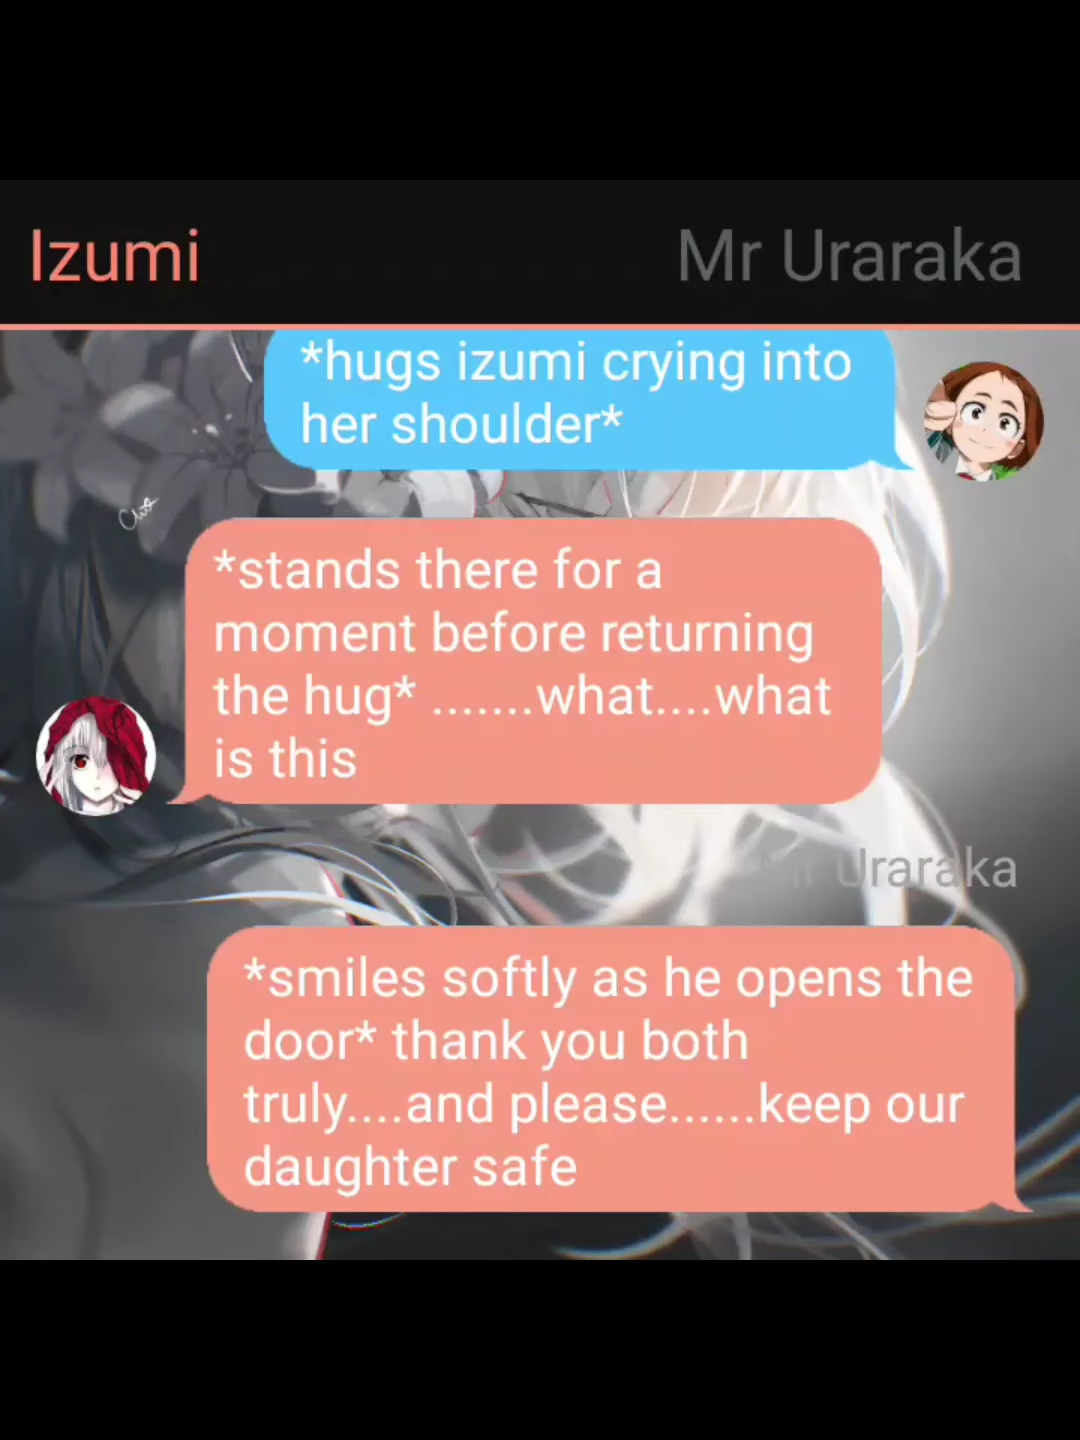 Izumi
Mr Uraraka
*hugs izumi crying into
her shoulder*
*stands there for a
moment before returning
the hug* .......what....what
is this
Mr Uraraka
*smiles softly as he opens the
door* thank you both
truly....and please......keep our
daughter safe